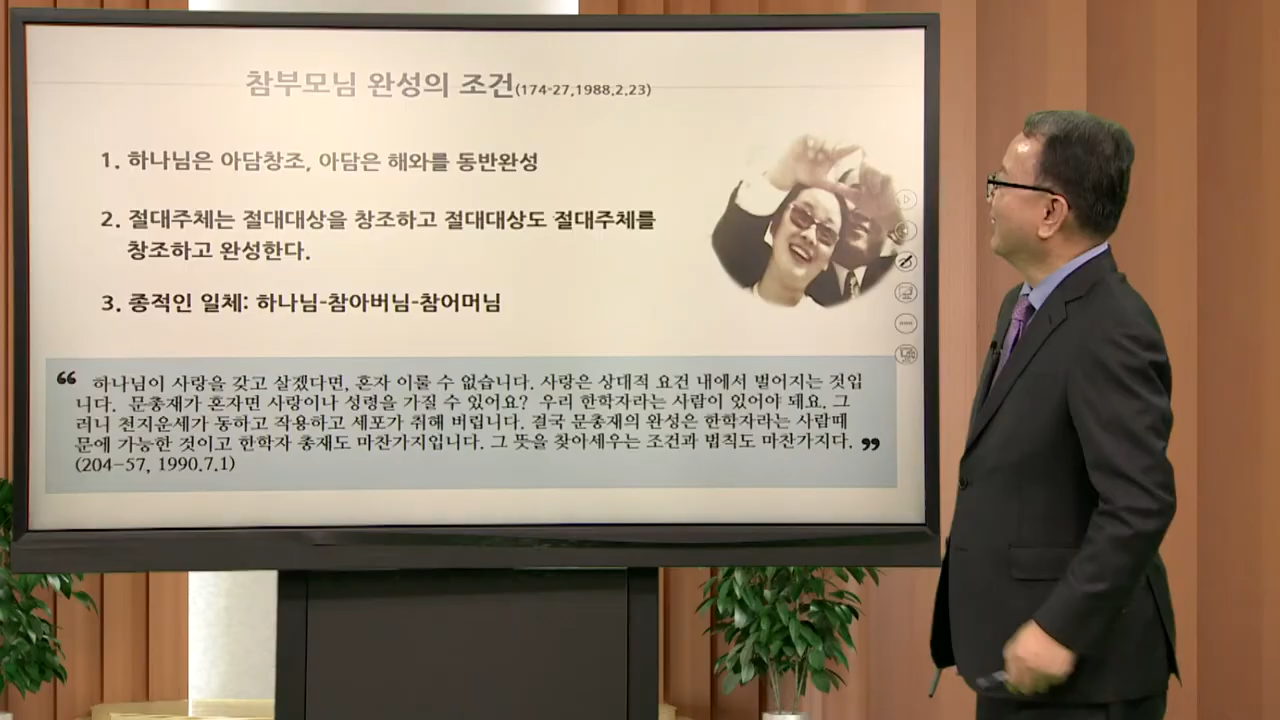 참부모님 완성의 조건(174-27,1988.2.23)
1. 하나님은 아담창조, 아담은 해와를 동반완성
2. 절대주체는 절대대상을 창조하고 절대대상도 절대주체를
창조하고 완성한다.
3. 종적인 일체: 하나님-참아버님-참어머님
“ 하나님이 사랑을 갖고 살겠다면, 혼자 이룰 수 없습니다. 사랑은 상대적 요건 내에서 벌어지는 것입
니다. 문총재가 혼자면 사랑이나 성령을 가질 수 있어요? 우리 한학자라는 사람이 있어야 돼요. 그
러니 천지운세가 동하고 작용하고 세포가 취해 버립니다. 결국 문총재의 완성은 한학자라는 사람때
문에 가능한 것이고 한학자 총재도 마찬가지입니다. 그 뜻을 찾아세우는 조건과 법칙도 마찬가지다. ”
(204-57, 1990.7.1)